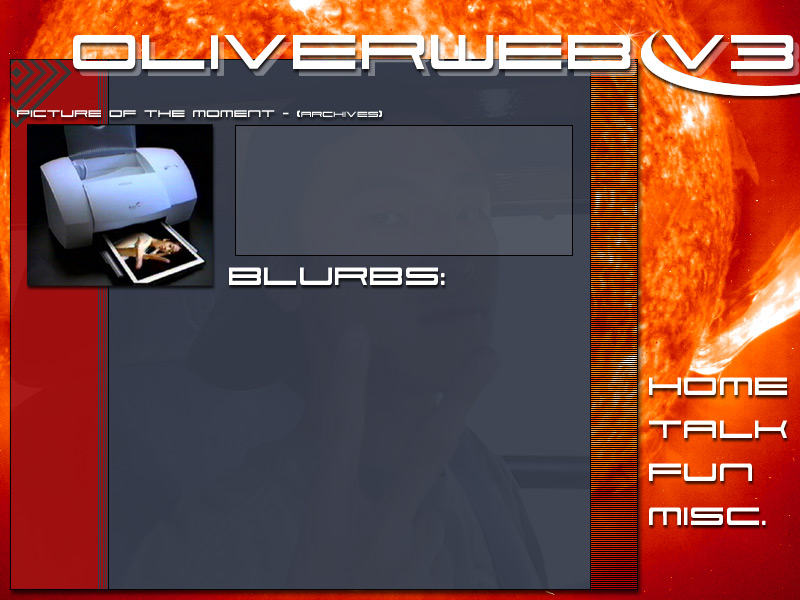 OLIVERWEB V3
PICTURE OF THE MOMENT - (ARCHIVES)
BLURBS:
HOME
TALK
FUN
MISC.